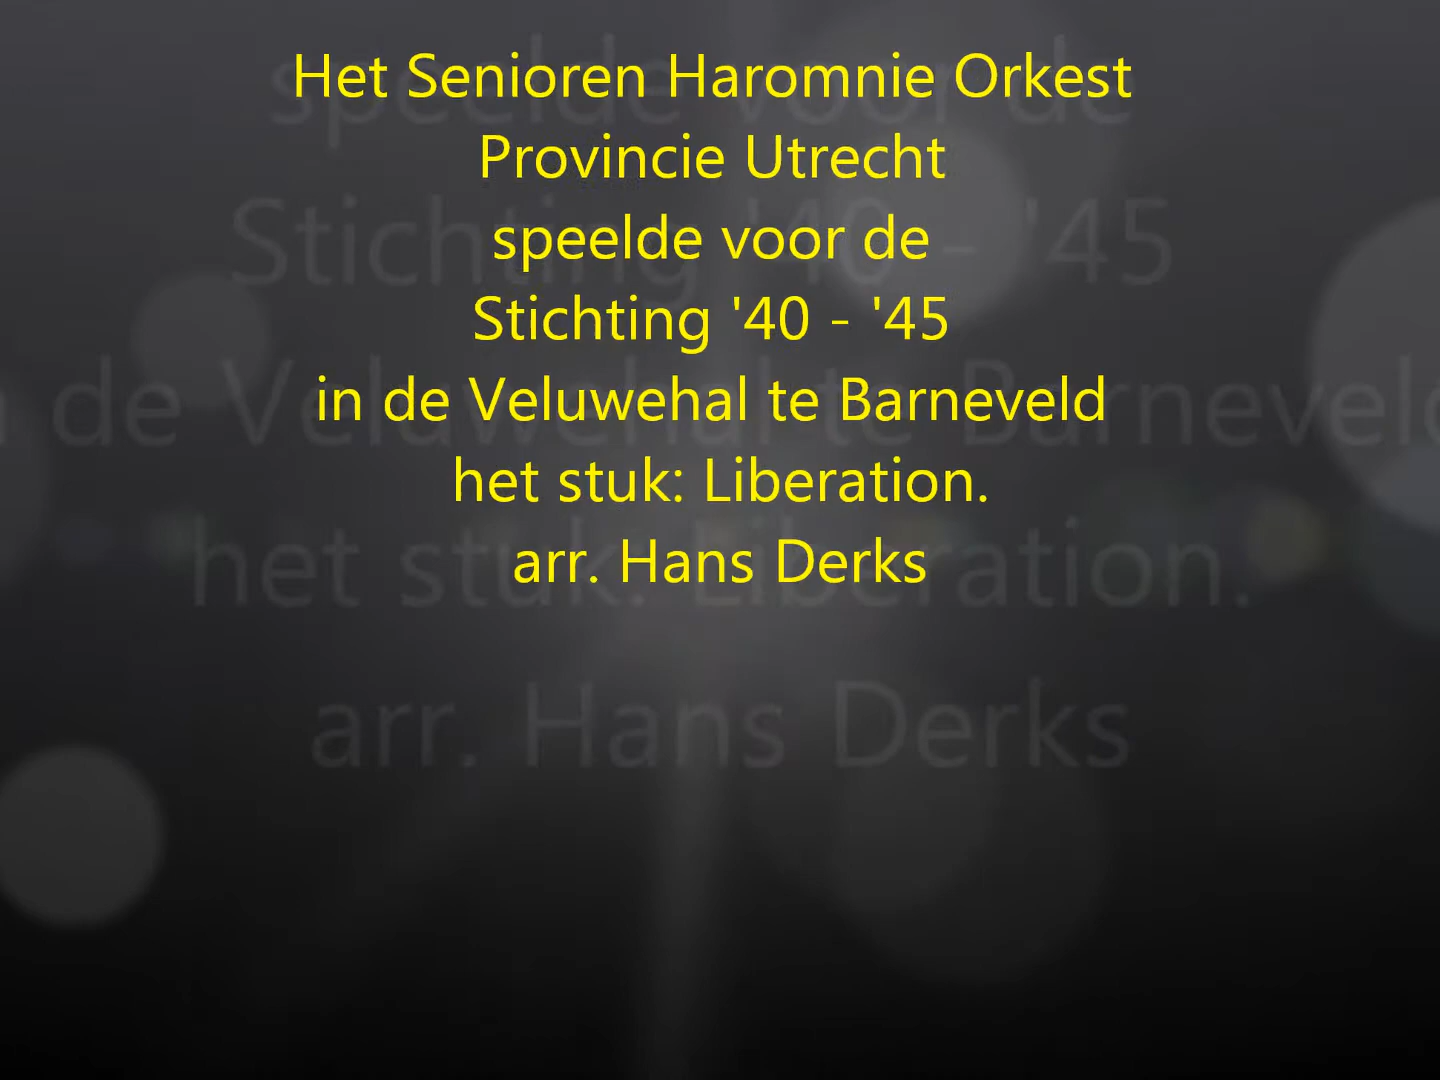 Het Senioren Haromnie Orkest
Provincie Utrecht
speelde voor de
Stichting '40 - '45
in de Veluwehal te Barneveld
het stuk: Liberation.
arr. Hans Derks